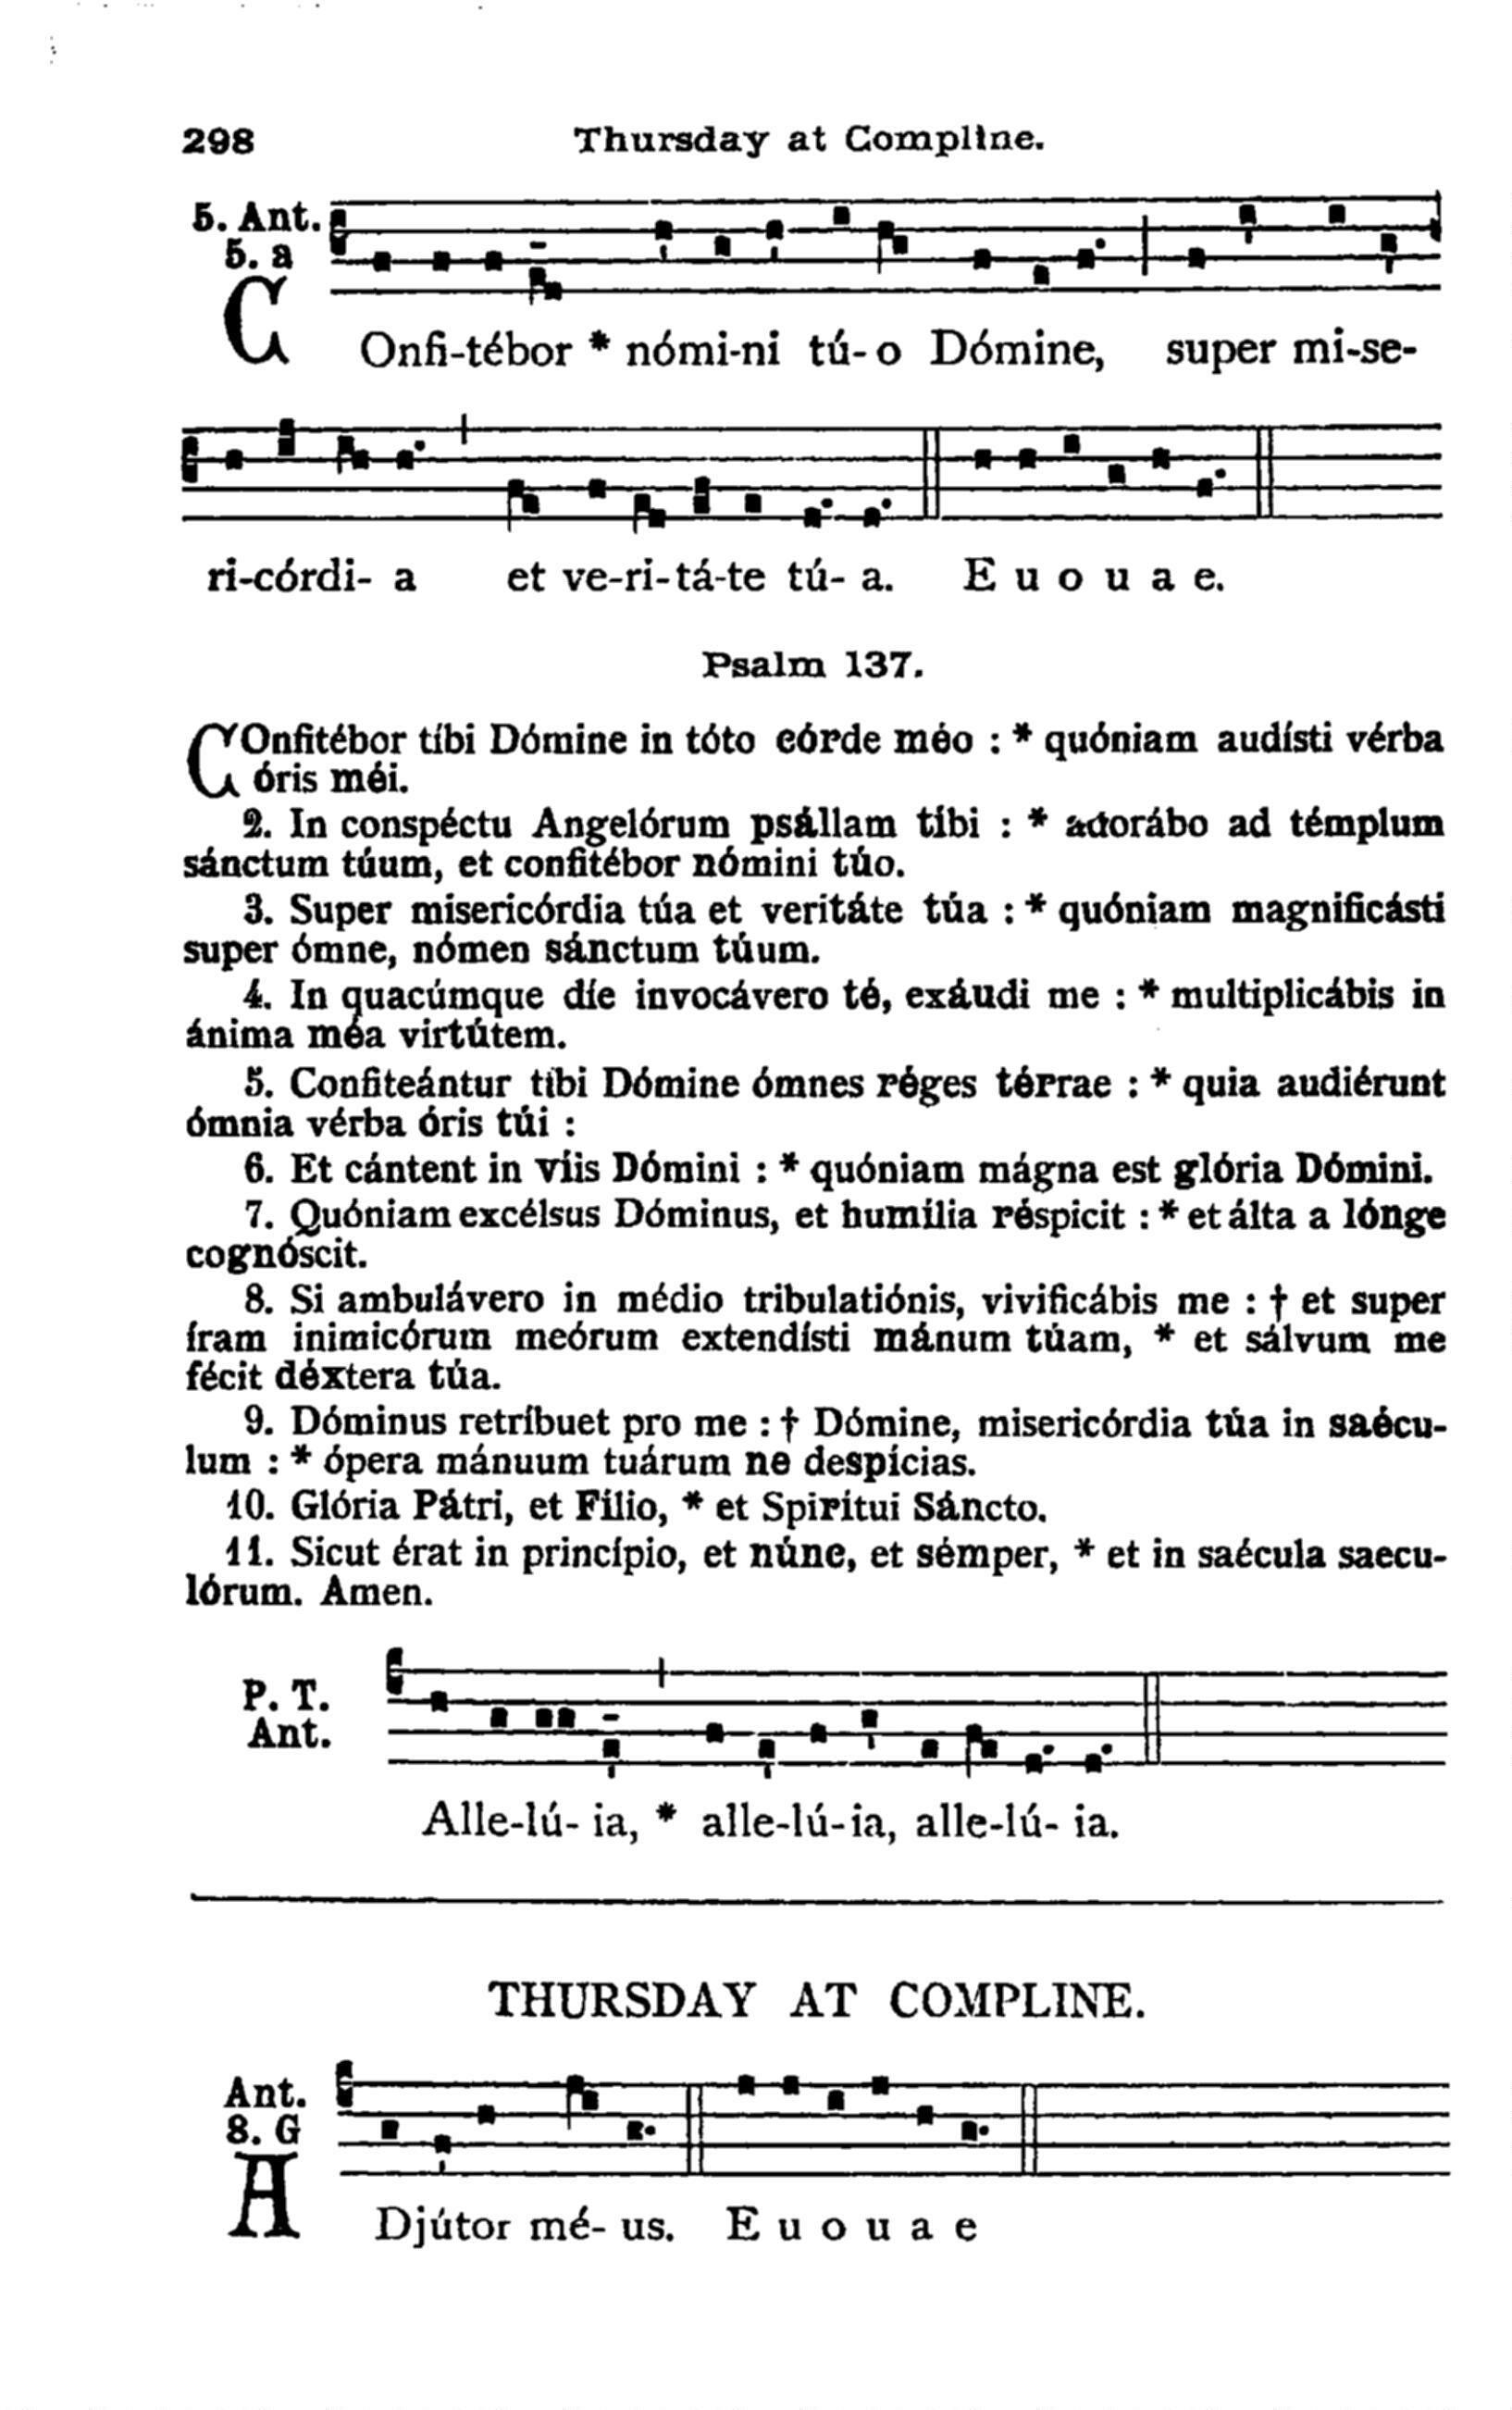 298 Thursday at Compline.
5. Ant.
5. a
COnfi-tébor * nómi-ni tú- o Dómine, super mi-se-
ri-córdi- a et ve-ri-tá-te tú- a. E u o u a e.
Psalm 137.
COnfitébor tíbi Dómine in tóto córde méo : * quóniam audísti vérba
óris méi.
2. In conspéctu Angelórum psállam tíbi : * adorábo ad témplum
sánctum túum, et confitébor nómini túo.
3. Super misericórdia túa et veritáte túa : * quóniam magnificásti
super ómne, nómen sánctum túum.
4. In quacúmque díe invocávero té, exáudi me : * multiplicábis in
ánima méa virtútem.
5. Confiteántur tíbi Dómine ómnes réges térrae : * quia audiérunt
ómnia vérba óris túi :
6. Et cántent in víis Dómini : * quóniam mágna est glória Dómini.
7. Quóniam excélsus Dóminus, et humília réspicit : * et álta a lónge
cognóscit.
8. Si ambulávero in médio tribulatiónis, vivificábis me : † et super
íram inimicórum meórum extendísti mánum túam, * et sálvum me
fécit déxtera túa.
9. Dóminus retríbuet pro me : † Dómine, misericórdia túa in saécu-
lum : * ópera mánuum tuárum ne despícias.
10. Glória Pátri, et Fílio, * et Spirítui Sáncto.
11. Sicut érat in princípio, et núnc, et sémper, * et in saécula saecu-
lórum. Amen.
P. T.
Ant.
Alle-lú- ia, * alle-lú-ia, alle-lú- ia.
THURSDAY AT COMPLINE.
Ant.
8. G
ADjútor mé- us. E u o u a e